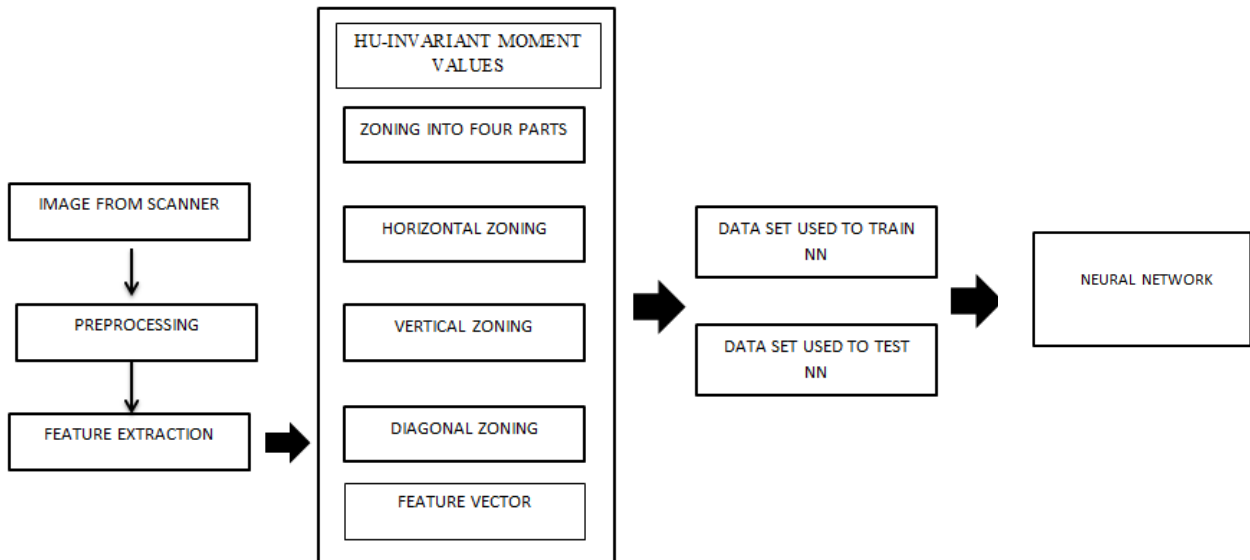 IMAGE FROM SCANNER
PREPROCESSING
FEATURE EXTRACTION
HU-INVARIANT MOMENT
VALUES
ZONING INTO FOUR PARTS
HORIZONTAL ZONING
VERTICAL ZONING
DIAGONAL ZONING
FEATURE VECTOR
DATA SET USED TO TRAIN
NN
DATA SET USED TO TEST
NN
NEURAL NETWORK